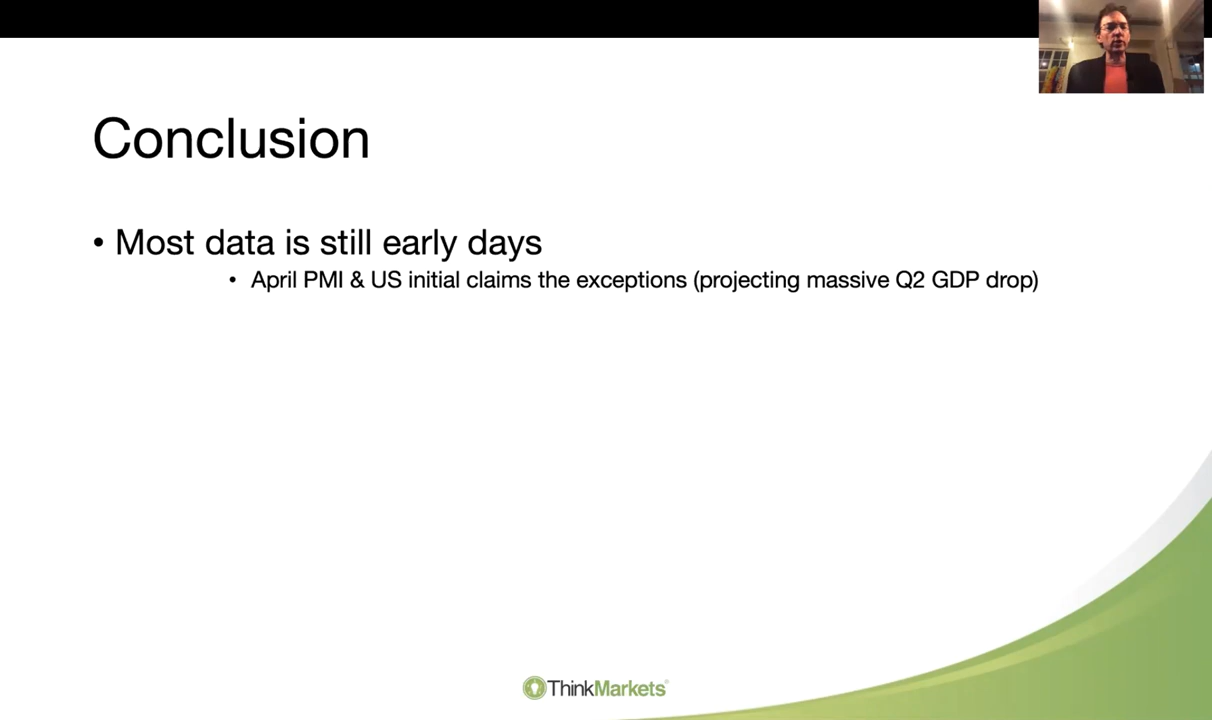 Conclusion
• Most data is still early days
• April PMI & US initial claims the exceptions (projecting massive Q2 GDP drop)
ThinkMarkets